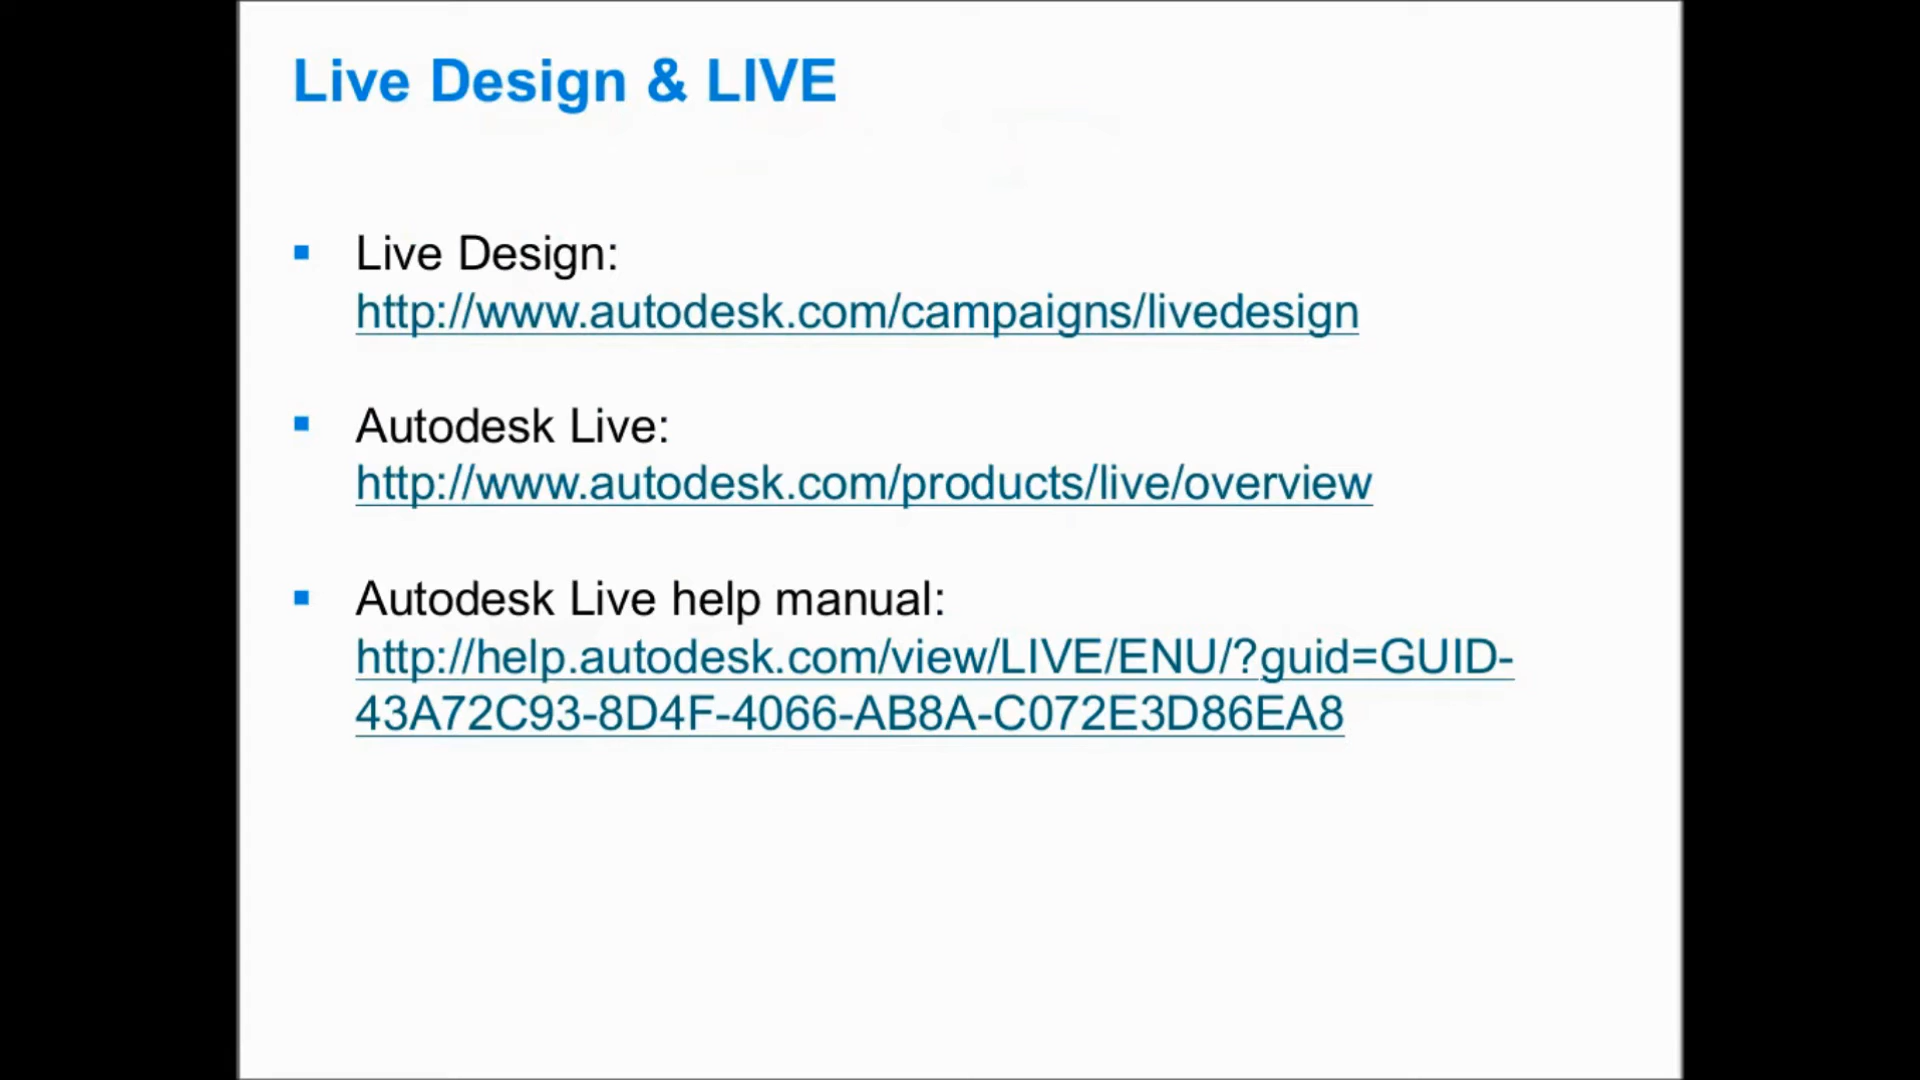 Live Design & LIVE
Live Design:
http://www.autodesk.com/campaigns/livedesign
Autodesk Live:
http://www.autodesk.com/products/live/overview
Autodesk Live help manual:
http://help.autodesk.com/view/LIVE/ENU/?guid=GUID-
43A72C93-8D4F-4066-AB8A-C072E3D86EA8